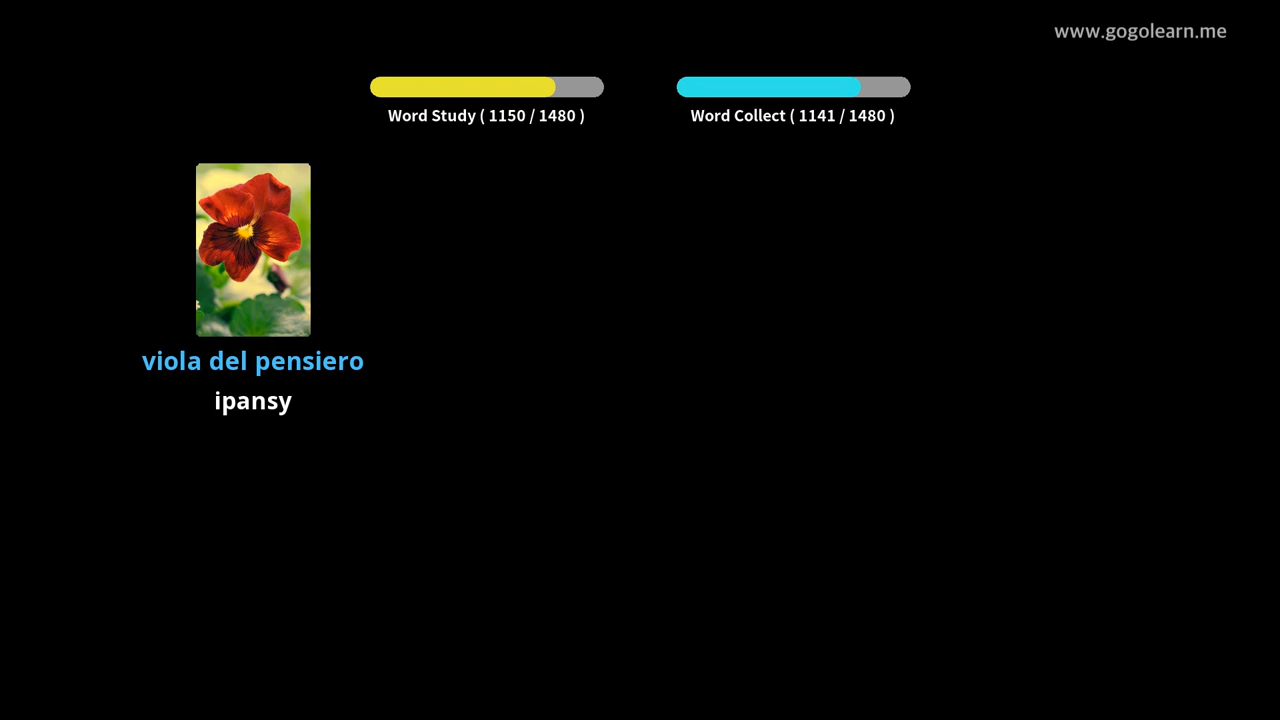 www.gogolearn.me
Word Study ( 1150 / 1480 )
Word Collect ( 1141 / 1480 )
viola del pensiero
ipansy